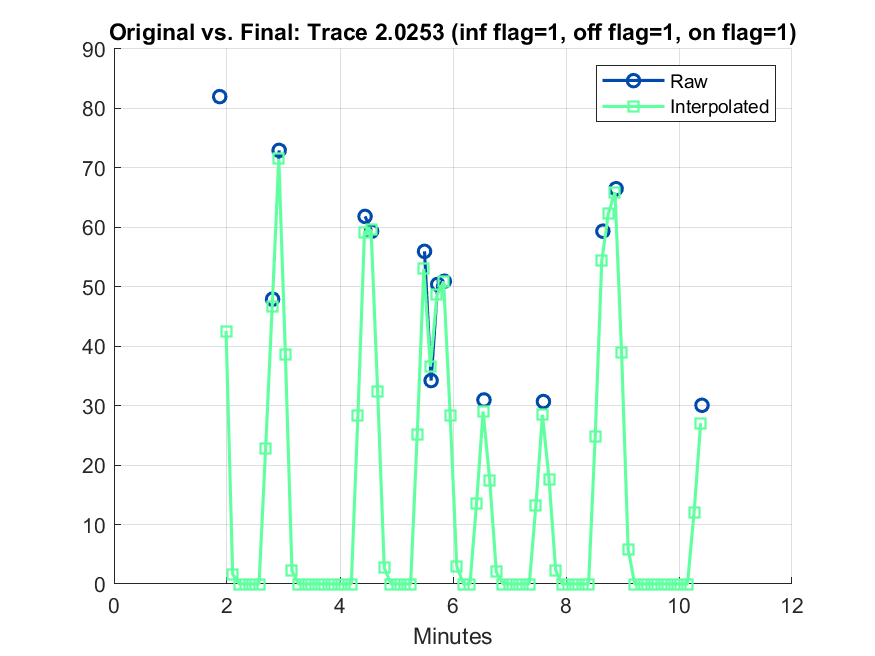 Original vs. Final: Trace 2.0253 (inf flag=1, off flag=1, on flag=1)
90
80
70
60
50
40
30
20
10
0
Raw
Interpolated
0 2 4 6 8 10 12
Minutes